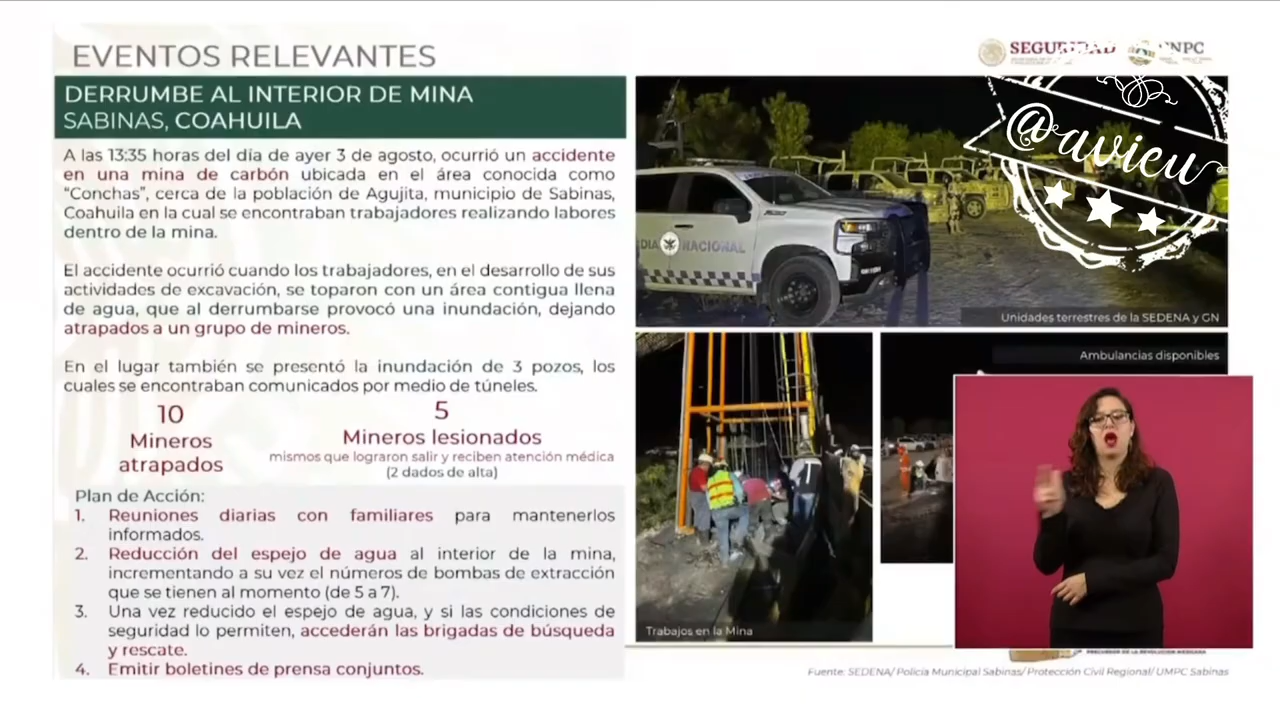 EVENTOS RELEVANTES
SEGURIDAD
DERRUMBE AL INTERIOR DE MINA
SABINAS, COAHUILA
A las 13:35 horas del día de ayer 3 de agosto, ocurrió un accidente
en una mina de carbón ubicada en el área conocida como
“Conchas”, cerca de la población de Agujita, municipio de Sabinas,
Coahuila en la cual se encontraban trabajadores realizando labores
dentro de la mina.
El accidente ocurrió cuando los trabajadores, en el desarrollo de sus
actividades de excavación, se toparon con un área contigua llena
de agua, que al derrumbarse provocó una inundación, dejando
atrapados a un grupo de mineros.
En el lugar también se presentó la inundación de 3 pozos, los
cuales se encontraban comunicados por medio de túneles.
10
Mineros
atrapados
5
Mineros lesionados
mismos que lograron salir y reciben atención médica
(2 dados de alta)
Plan de Acción:
1. Reuniones diarias con familiares para mantenerlos
informados.
2. Reducción del espejo de agua al interior de la mina,
incrementando a su vez el números de bombas de extracción
que se tienen al momento (de 5 a 7).
3. Una vez reducido el espejo de agua, y si las condiciones de
seguridad lo permiten, accederán las brigadas de búsqueda
y rescate.
4. Emitir boletines de prensa conjuntos.
@avieu
NACIONAL
Unidades terrestres de la SEDENA y GN
Ambulancias disponibles
Trabajos en la Mina
PRECURSOR DE LA REVOLUCIÓN MEXICANA
Fuente: SEDENA/ Policía Municipal Sabinas/ Protección Civil Regional/ UMPC Sabinas